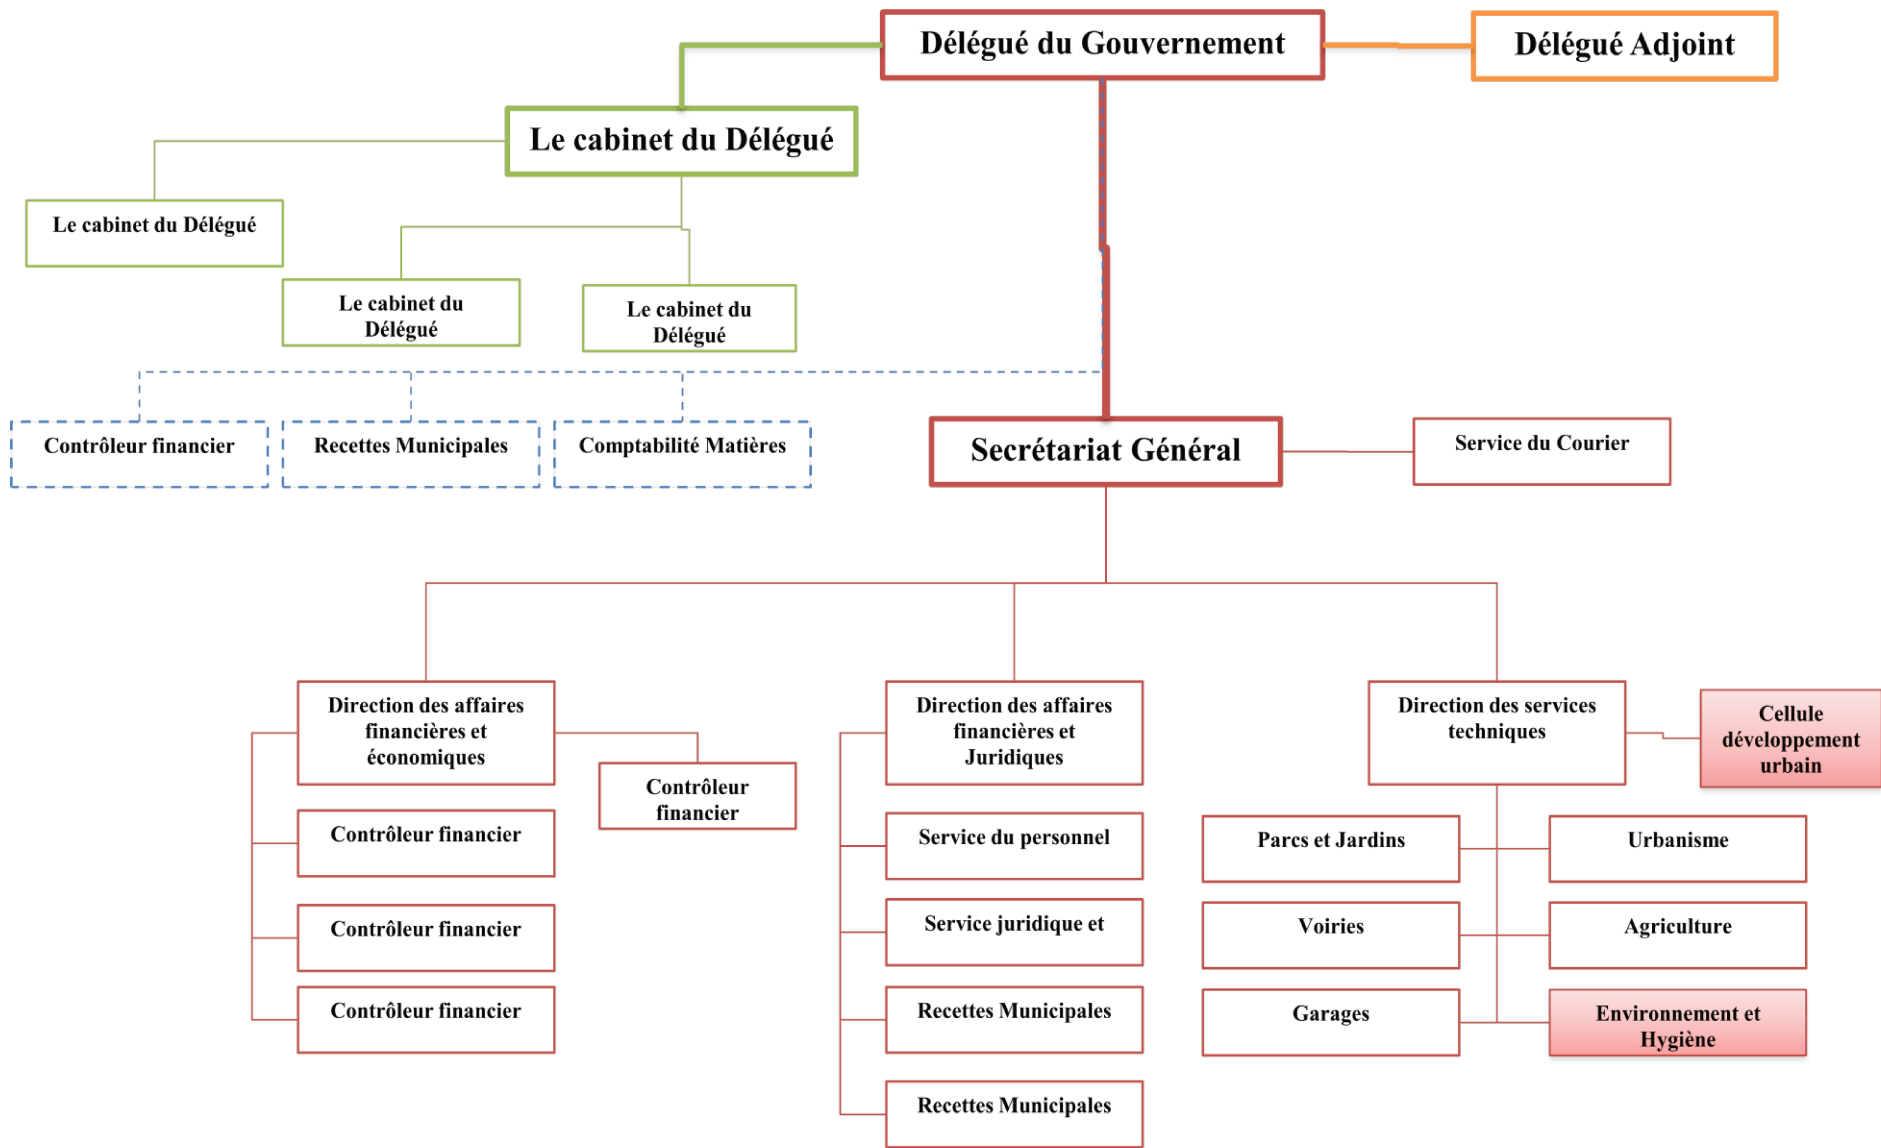 Délégué du Gouvernement
Délégué Adjoint
Le cabinet du Délégué
Le cabinet du Délégué
Le cabinet du
Délégué
Le cabinet du
Délégué
Contrôleur financier
Recettes Municipales
Comptabilité Matières
Secrétariat Général
Service du Courier
Direction des affaires
financières et
économiques
Contrôleur
financier
Contrôleur financier
Contrôleur financier
Contrôleur financier
Direction des affaires
financières et
Juridiques
Service du personnel
Service juridique et
Recettes Municipales
Recettes Municipales
Direction des services
techniques
Cellule
développement
urbain
Parcs et Jardins
Urbanisme
Voiries
Agriculture
Garages
Environnement et
Hygiène